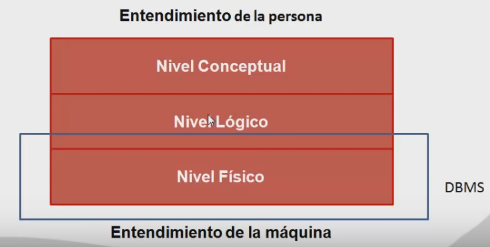 Entendimiento de la persona
Nivel Conceptual
Nivel Lógico
Nivel Físico
DBMS
Entendimiento de la máquina